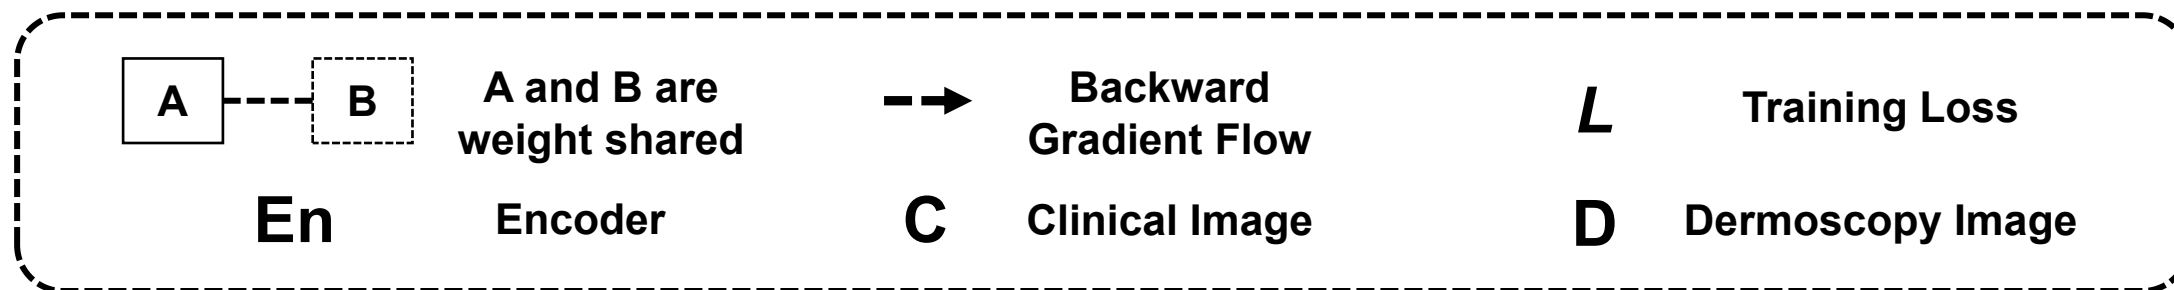 A B A and B are weight shared
Backward Gradient Flow
L Training Loss
En Encoder
C Clinical Image
D Dermoscopy Image